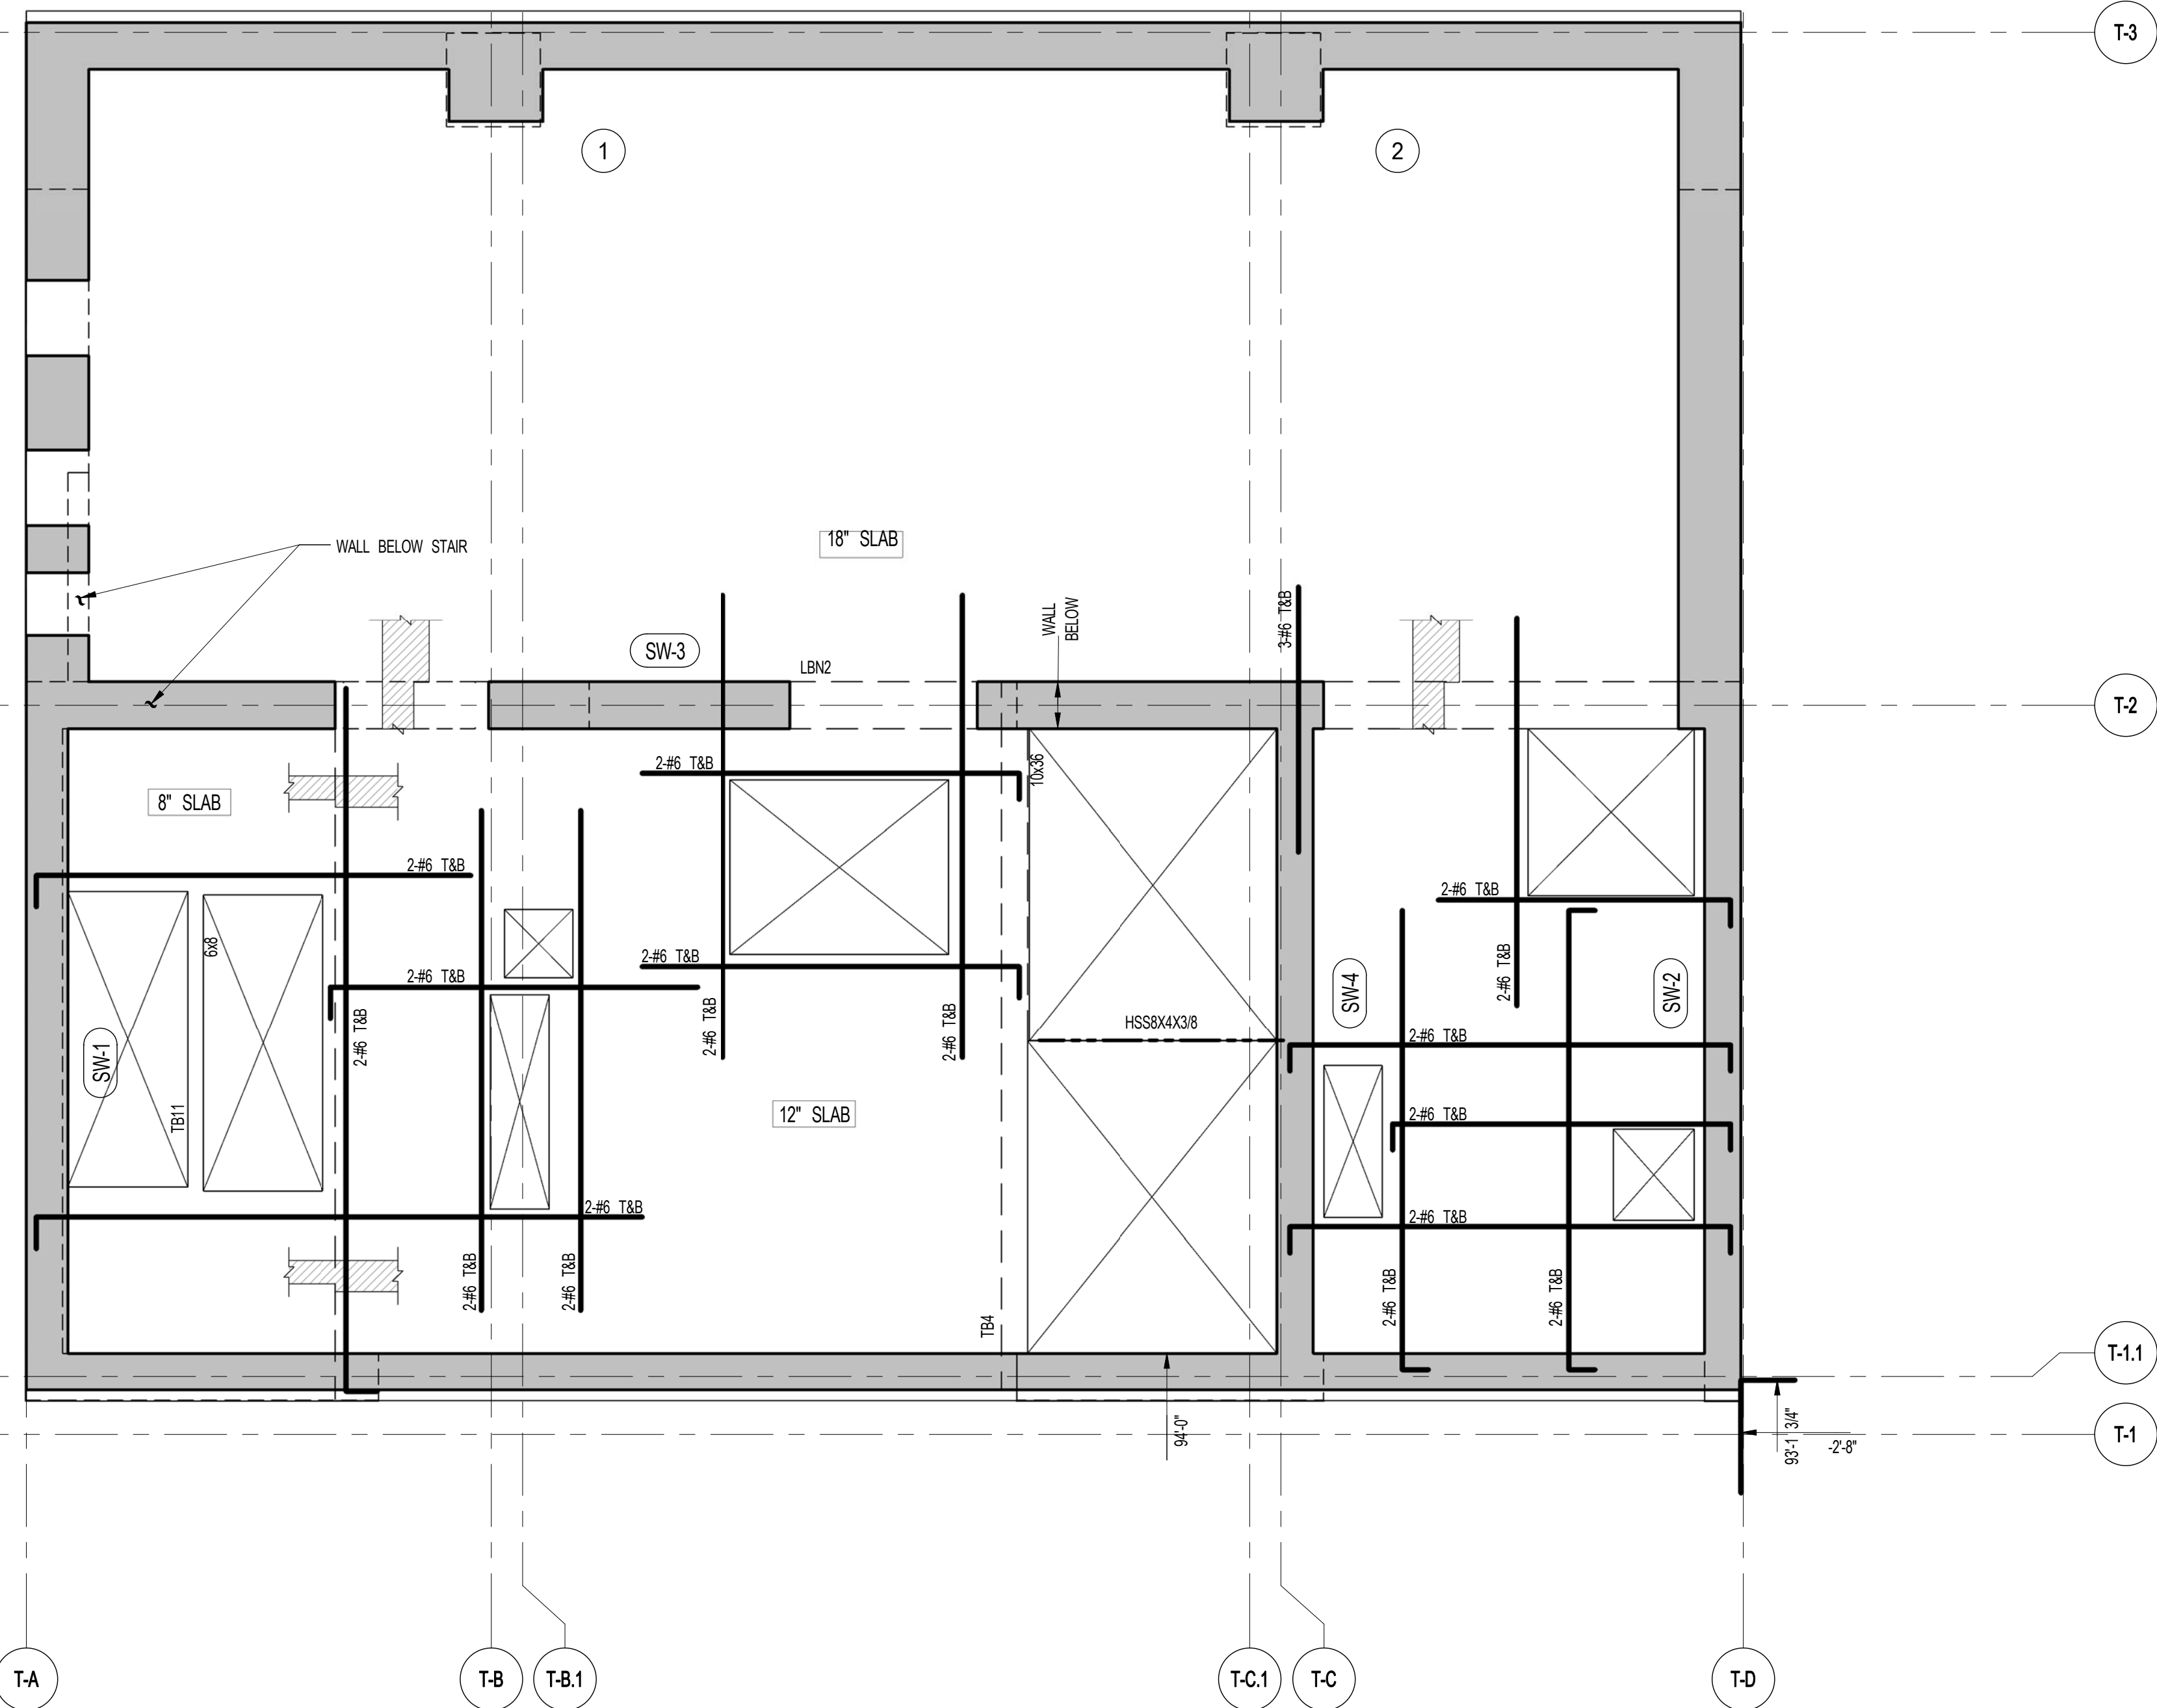 T-3
1
2
18" SLAB
WALL BELOW STAIR
WALL
BELOW
3-#6 T&B
SW-3
LBN2
T-2
2-#6 T&B
10x36
8" SLAB
2-#6 T&B
2-#6 T&B
6x8
2-#6 T&B
2-#6 T&B
2-#6 T&B
SW-4
SW-2
2-#6 T&B
2-#6 T&B
2-#6 T&B
2-#6 T&B
HSS8X4X3/8
2-#6 T&B
SW-1
TB11
12" SLAB
2-#6 T&B
2-#6 T&B
2-#6 T&B
2-#6 T&B
2-#6 T&B
2-#6 T&B
2-#6 T&B
TB4
T-1.1
94'-0"
93'-1 3/4"
-2'-8"
T-1
T-A
T-B
T-B.1
T-C.1
T-C
T-D